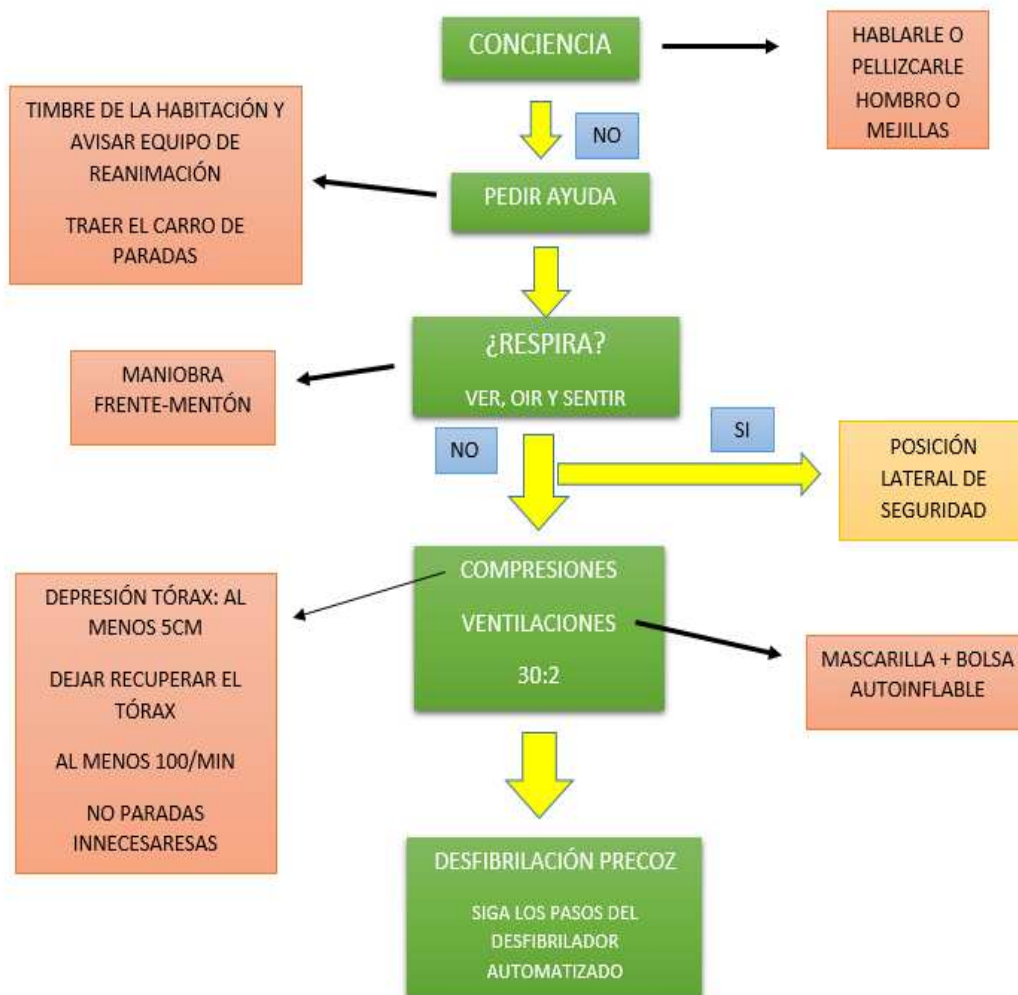 CONCIENCIA
HABLARLE O
PELLIZCARLE
HOMBRO O
MEJILLAS
NO
TIMBRE DE LA HABITACIÓN Y
AVISAR EQUIPO DE
REANIMACIÓN
TRAER EL CARRO DE
PARADAS
PEDIR AYUDA
¿RESPIRA?
VER, OIR Y SENTIR
MANIOBRA
FRENTE-MENTÓN
NO
SI
POSICIÓN
LATERAL DE
SEGURIDAD
COMPRESIONES
VENTILACIONES
30:2
DEPRESIÓN TÓRAX: AL
MENOS 5CM
DEJAR RECUPERAR EL
TÓRAX
AL MENOS 100/MIN
NO PARADAS
INNECESARESAS
MASCARILLA + BOLSA
AUTOINFLABLE
DESFIBRILACIÓN PRECOZ
SIGA LOS PASOS DEL
DESFIBRILADOR
AUTOMATIZADO